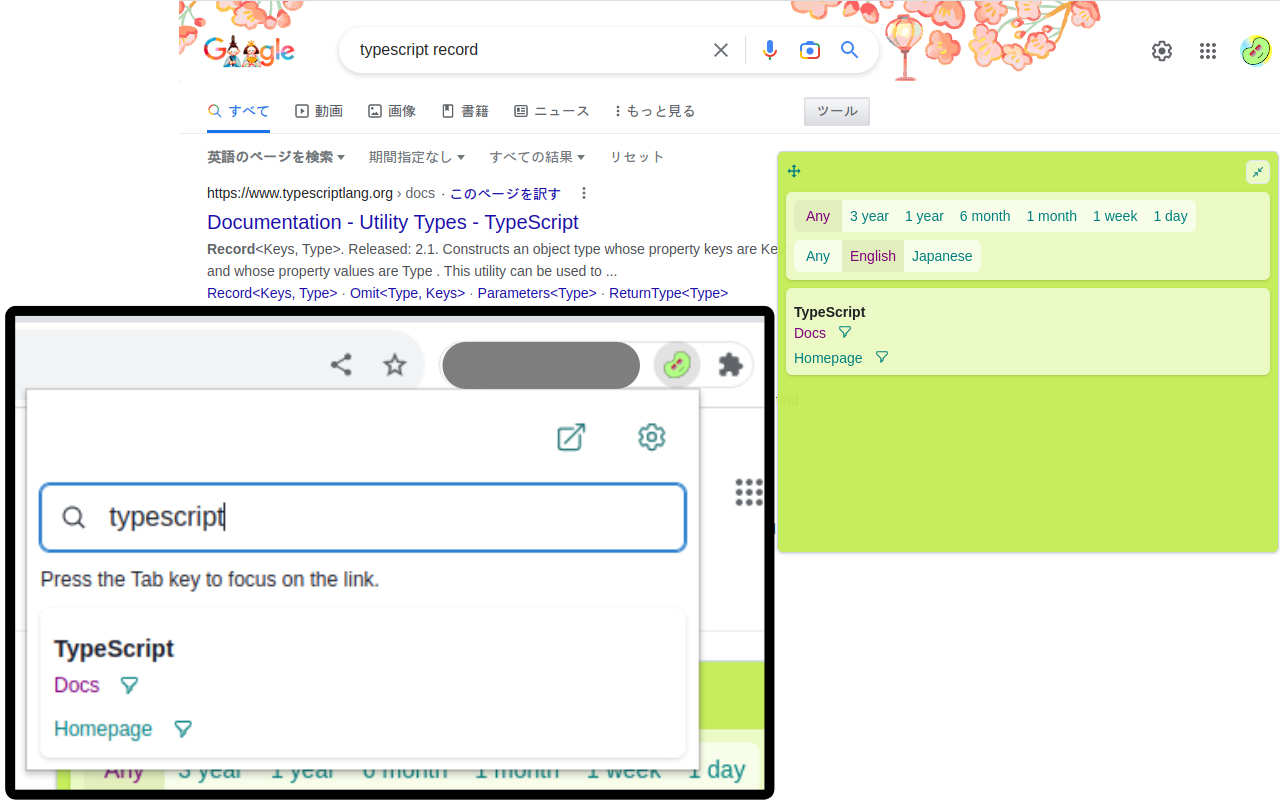 Google
typescript record
すべて 動画 画像 書籍 ニュース もっと見る ツール
英語のページを検索 期間指定なし すべての結果 リセット
https://www.typescriptlang.org › docs · このページを訳す
Documentation - Utility Types - TypeScript
Record<Keys, Type>. Released: 2.1. Constructs an object type whose property keys are Ke
and whose property values are Type . This utility can be used to ...
Record<Keys, Type> · Omit<Type, Keys> · Parameters<Type> · ReturnType<Type>
Any 3 year 1 year 6 month 1 month 1 week 1 day
Any English Japanese
TypeScript
Docs
Homepage
typescript
Press the Tab key to focus on the link.
TypeScript
Docs
Homepage
Any 3 year 1 year 6 month 1 month 1 week 1 day